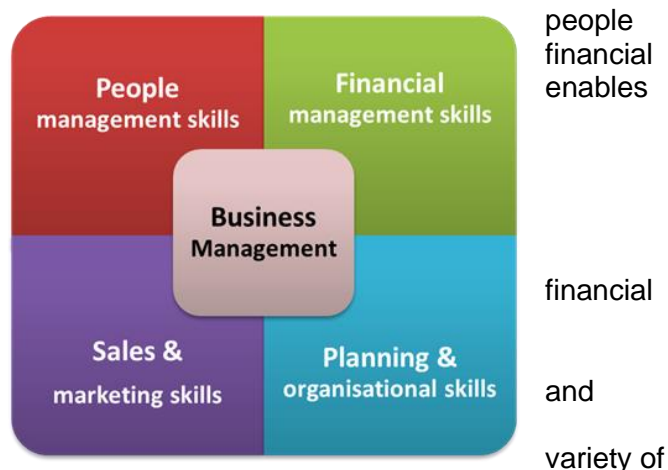 people
financial
enables
People
management skills
Financial
management skills
Business
Management
financial
Sales &
marketing skills
Planning &
organisational skills
and
variety of